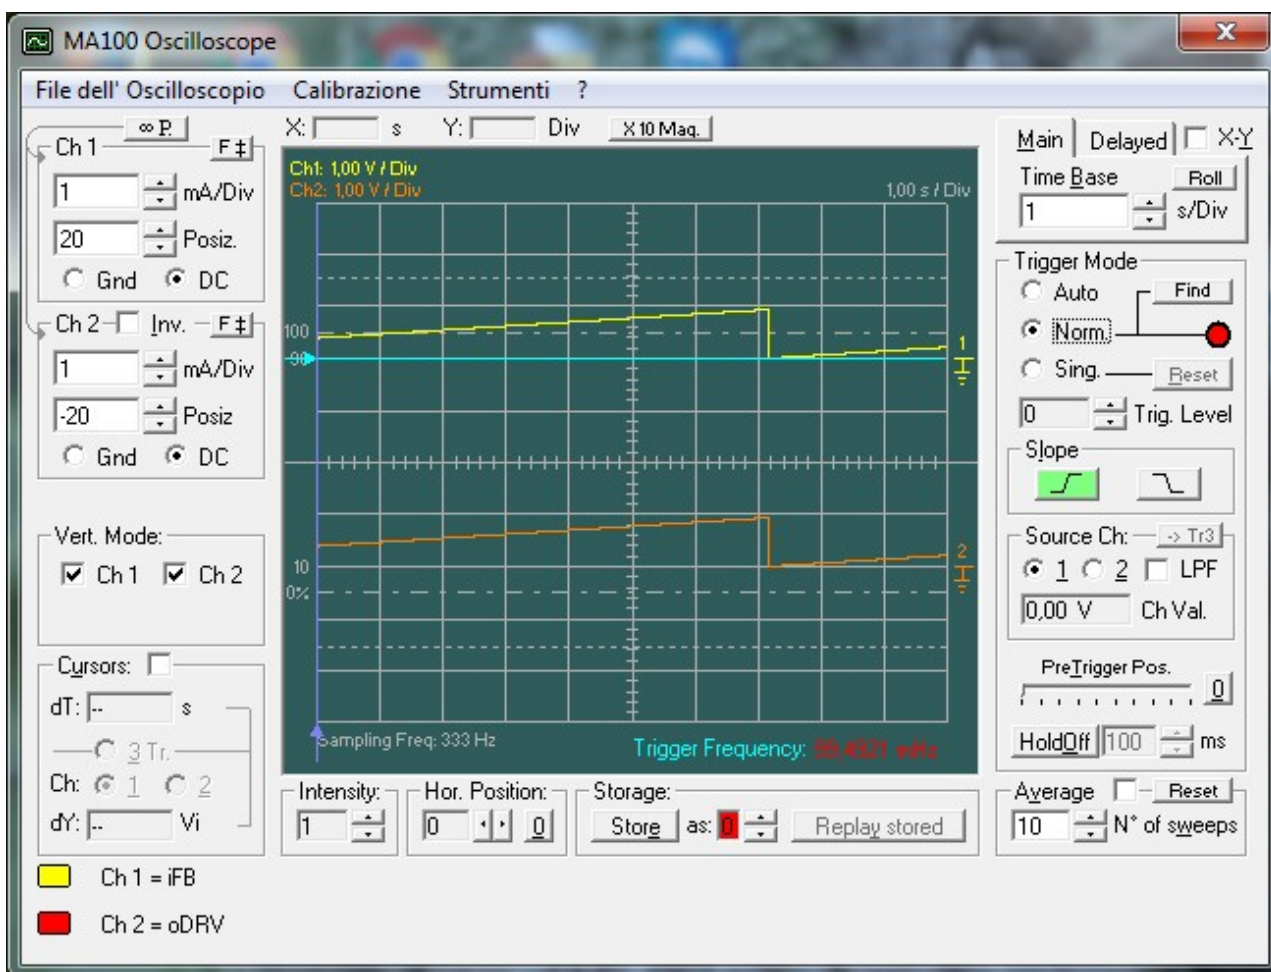 MA100 Oscilloscope
X
File dell' Oscilloscopio Calibrazione Strumenti ?
∞ P.
X: s Y: Div X 10 Mag.
Ch 1 F‡
1 mA/Div
20 Posiz.
Gnd DC
Ch 2 Inv. F‡
1 mA/Div
-20 Posiz
Gnd DC
Vert. Mode:
Ch 1 Ch 2
Cursors:
dT: -- s
3 Tr.
Ch: 1 2
dY: -- Vi
Ch1: 1,00 V / Div
Ch2: 1,00 V / Div
1,00 s / Div
100
90
1
10
2
0%
Sampling Freq: 333 Hz
Trigger Frequency:
Intensity:
1
Hor. Position:
0 0
Storage:
Store as: 0 Replay stored
Main Delayed X-Y
Time Base Roll
1 s/Div
Trigger Mode
Auto Find
Norm.
Sing. Reset
0 Trig. Level
Slope
Source Ch: -> Tr3
1 2 LPF
0,00 V Ch Val.
PreTrigger Pos.
0
HoldOff 100 ms
Average Reset
10 N° of sweeps
Ch 1 = iFB
Ch 2 = oDRV